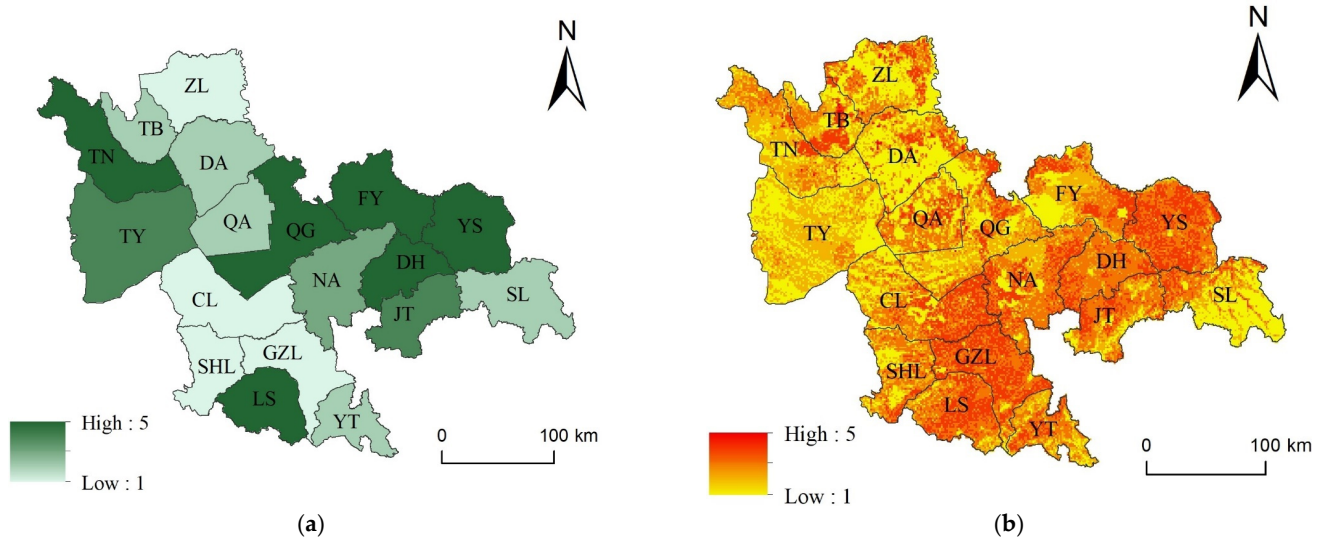 N
ZL
TB
TN
DA
FY
QA
QG
YS
TY
DH
NA
SL
CL
JT
SHL
GZL
LS
YT
High : 5
Low : 1
0 100 km
(a)
N
ZL
TB
TN
DA
FY
QA
QG
YS
TY
DH
NA
SL
CL
JT
SHL
GZL
LS
YT
High : 5
Low : 1
0 100 km
(b)